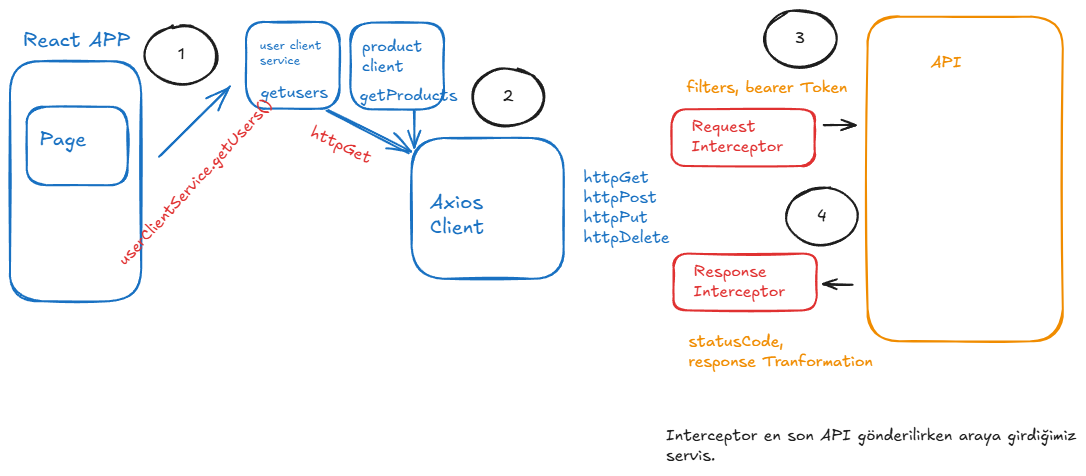 React APP
Page
1
userClientService.getUsers()
user client
service
getusers
product
client
getProducts
2
httpGet
Axios
Client
httpGet
httpPost
httpPut
httpDelete
3
filters, bearer Token
Request
Interceptor
API
4
Response
Interceptor
statusCode,
response Tranformation
Interceptor en son API gönderilirken araya girdiğimiz
servis.